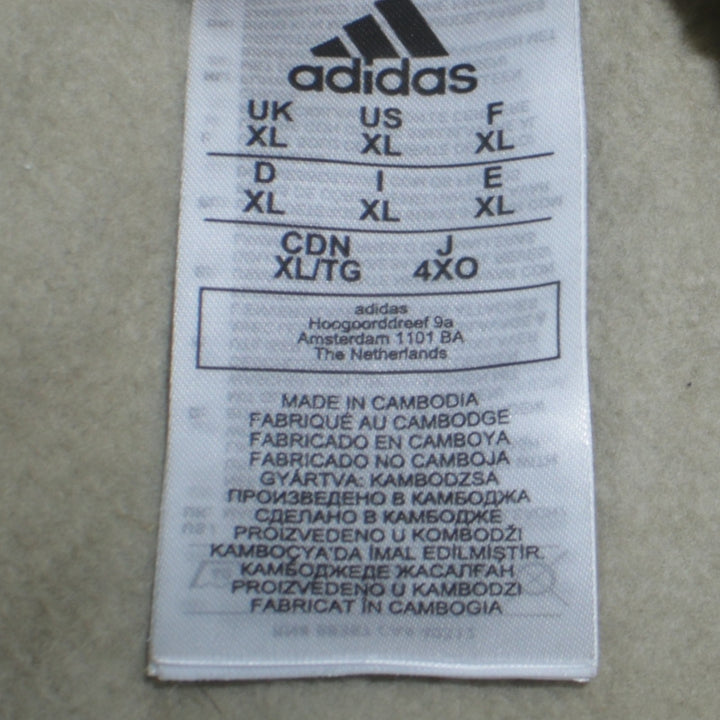 adidas
UK US F
XL XL XL
D I E
XL XL XL
CDN J
XL/TG 4XO
adidas
Hoogoorddreef 9a
Amsterdam 1101 BA
The Netherlands
MADE IN CAMBODIA
FABRIQUÉ AU CAMBODGE
FABRICADO EN CAMBOYA
FABRICADO NO CAMBOJA
GYÁRTVA: KAMBODZSA
ПРОИЗВЕДЕНО В КАМБОДЖА
СДЕЛАНО В КАМБОДЖЕ
PROIZVEDENO U KOMBODŽI
KAMBOÇYA'DA İMAL EDİLMİŞTİR.
КАМБОДЖЕДЕ ЖАСАЛҒАН
PROIZVEDENO U KAMBODZI
FABRICAT ÎN CAMBOGIA